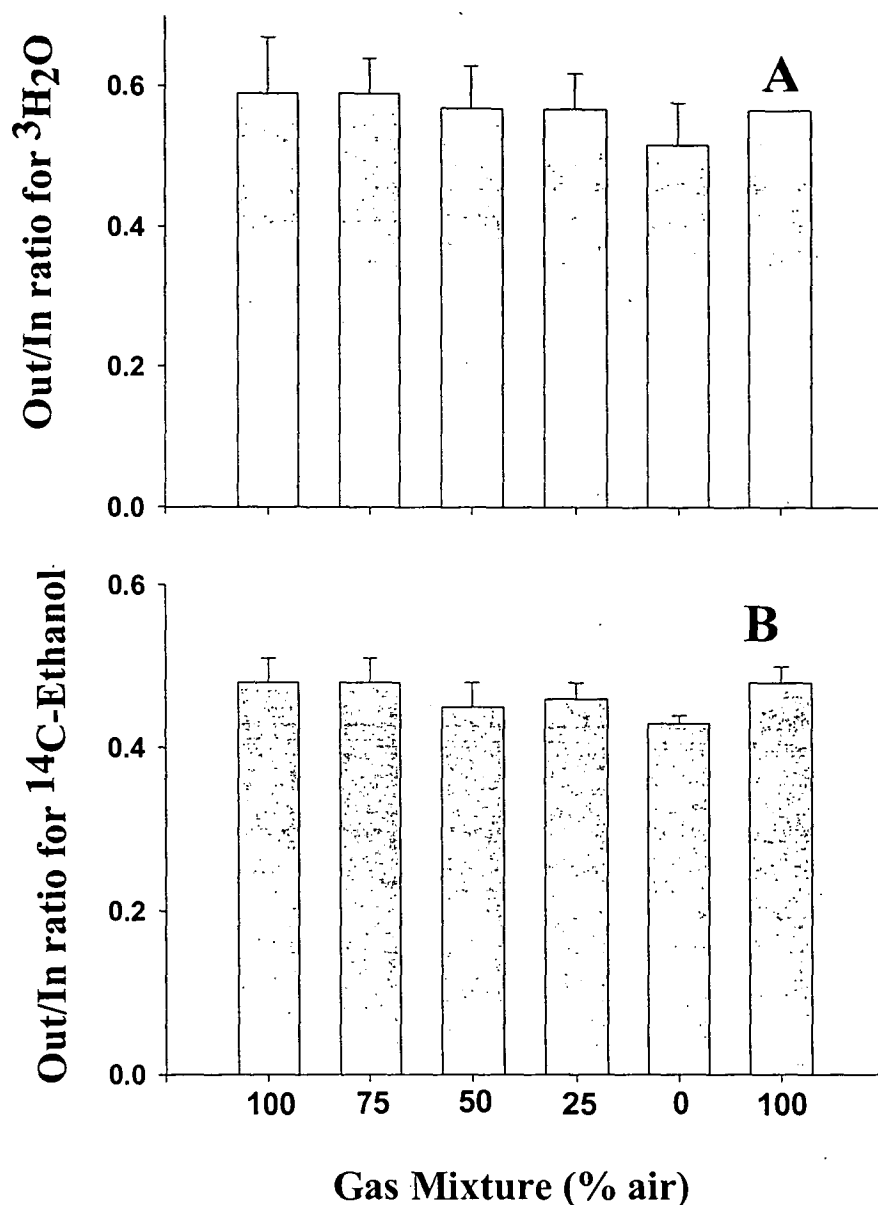 Out/In ratio for ³H₂O
0.6
0.4
0.2
0.0
A
Out/In ratio for ¹⁴C-Ethanol
0.6
0.4
0.2
0.0
B
100 75 50 25 0 100
Gas Mixture (% air)